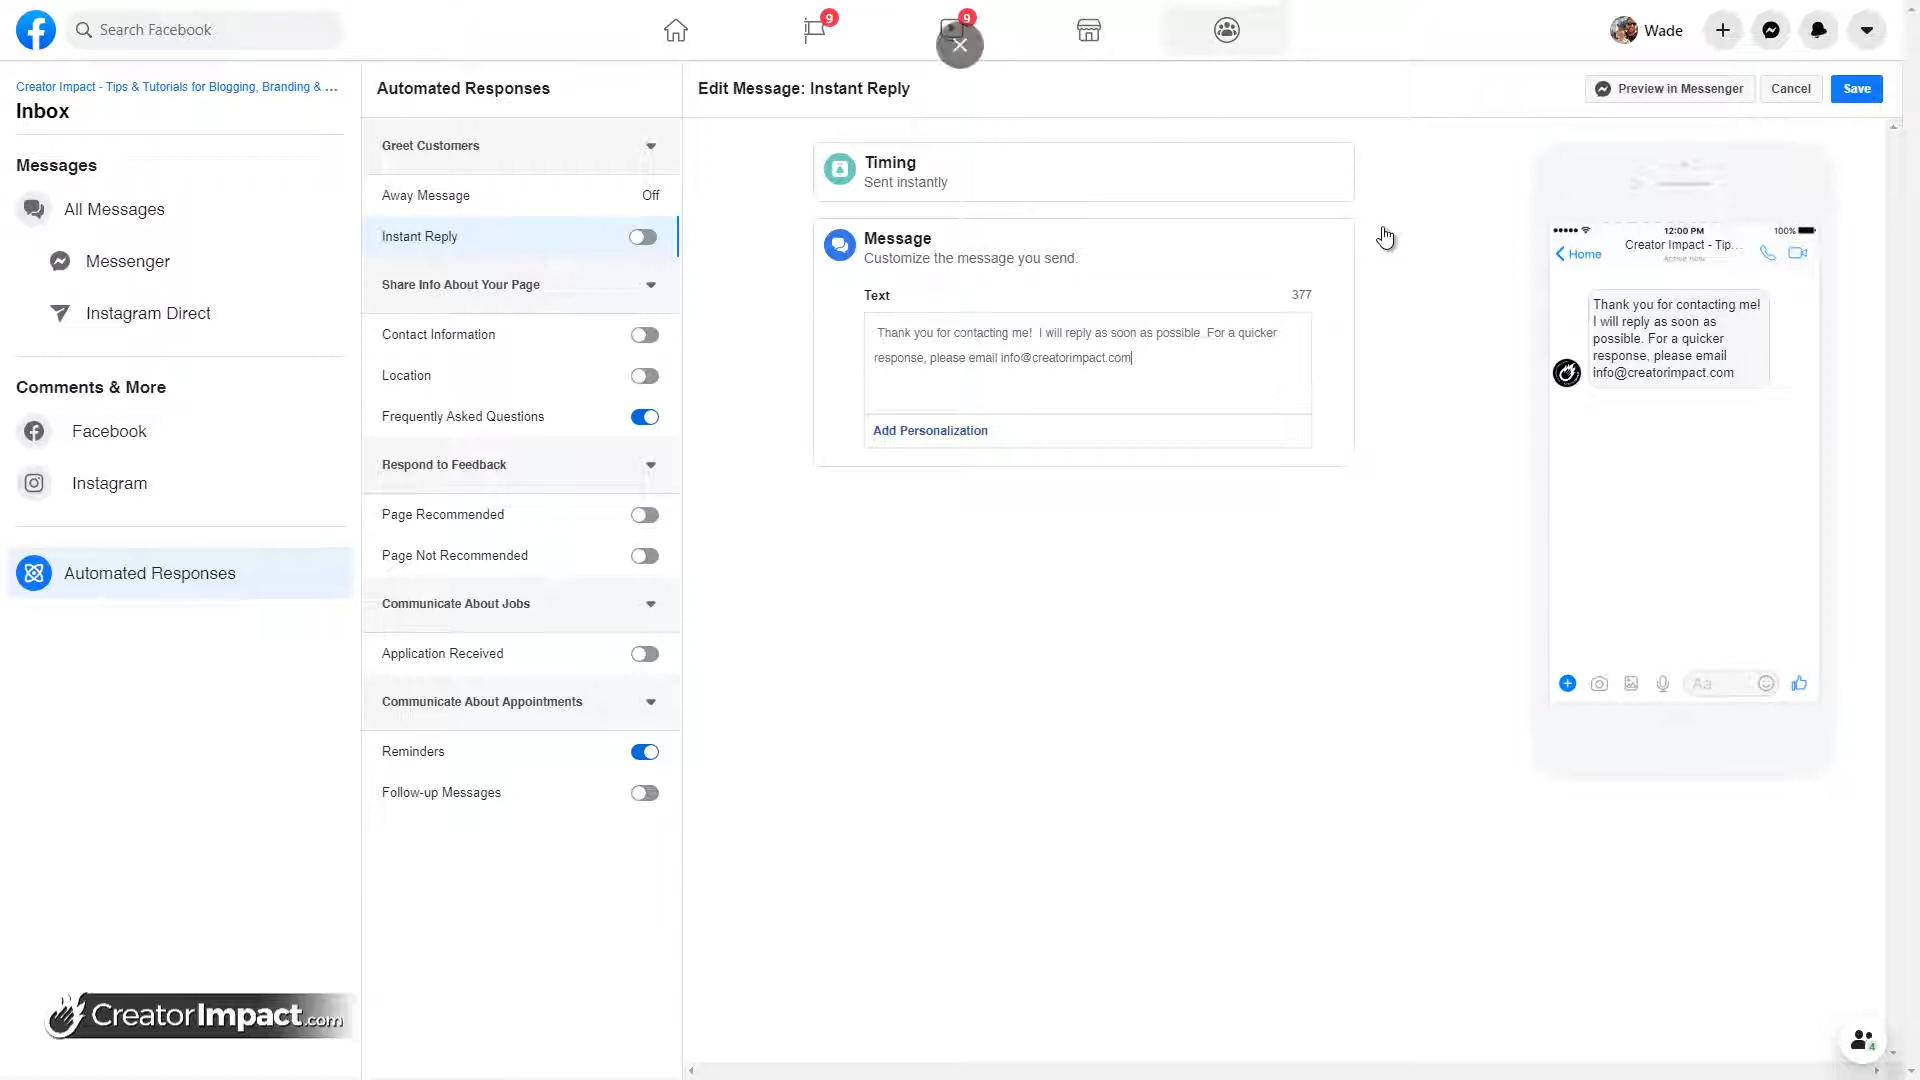 Search Facebook
9
9
Wade
Creator Impact - Tips & Tutorials for Blogging, Branding & ...
Inbox
Messages
All Messages
Messenger
Instagram Direct
Comments & More
Facebook
Instagram
Automated Responses
CreatorImpact.com
Automated Responses
Greet Customers
Away Message Off
Instant Reply
Share Info About Your Page
Contact Information
Location
Frequently Asked Questions
Respond to Feedback
Page Recommended
Page Not Recommended
Communicate About Jobs
Application Received
Communicate About Appointments
Reminders
Follow-up Messages
Edit Message: Instant Reply
Preview in Messenger
Cancel
Save
Timing
Sent instantly
Message
Customize the message you send.
Text 377
Thank you for contacting me! I will reply as soon as possible. For a quicker
response, please email info@creatorimpact.com
Add Personalization
12:00 PM 100%
Home
Creator Impact - Tip...
Active now
Thank you for contacting me!
I will reply as soon as
possible. For a quicker
response, please email
info@creatorimpact.com
Aa
4